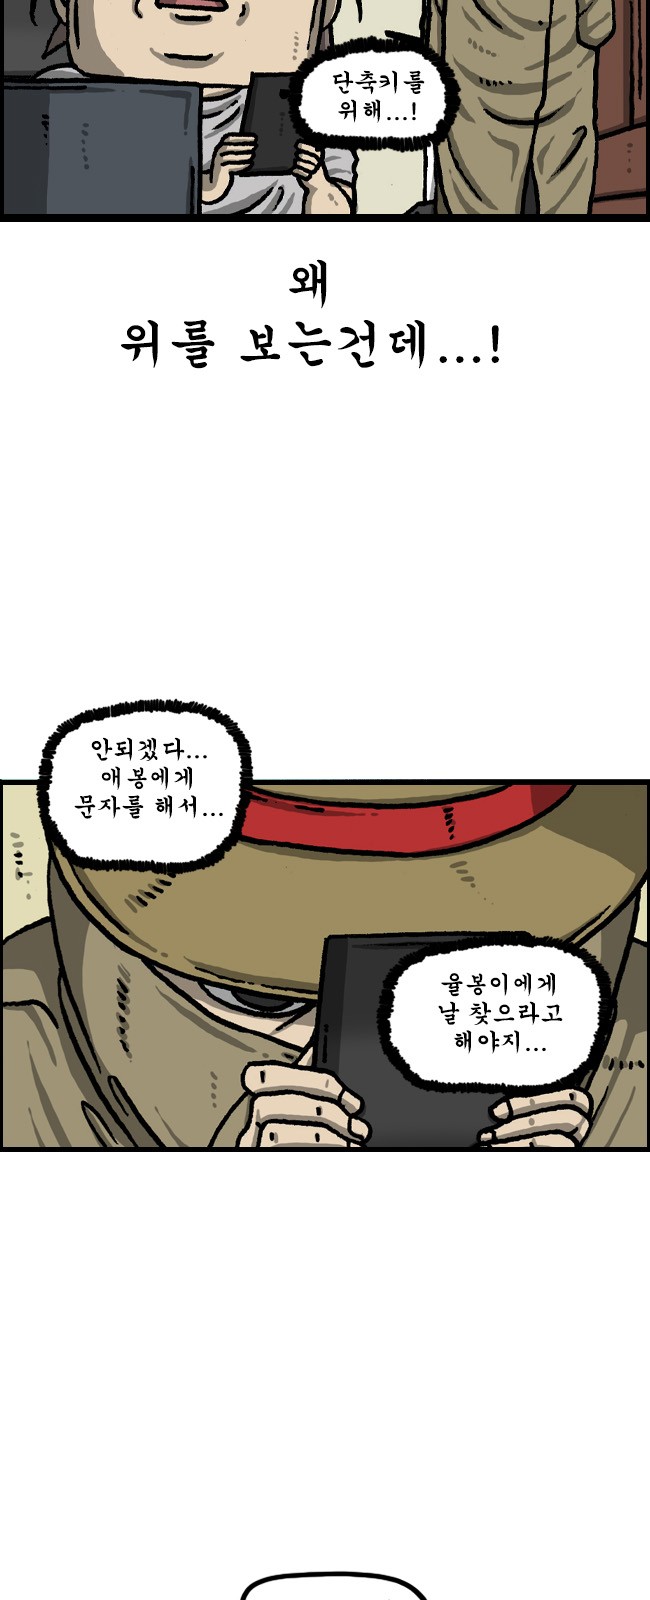 단축키를
위해...!
왜
위를 보는건데...!
안되겠다...
애봉에게
문자를 해서...
율봉이에게
날 찾으라고
해야지...